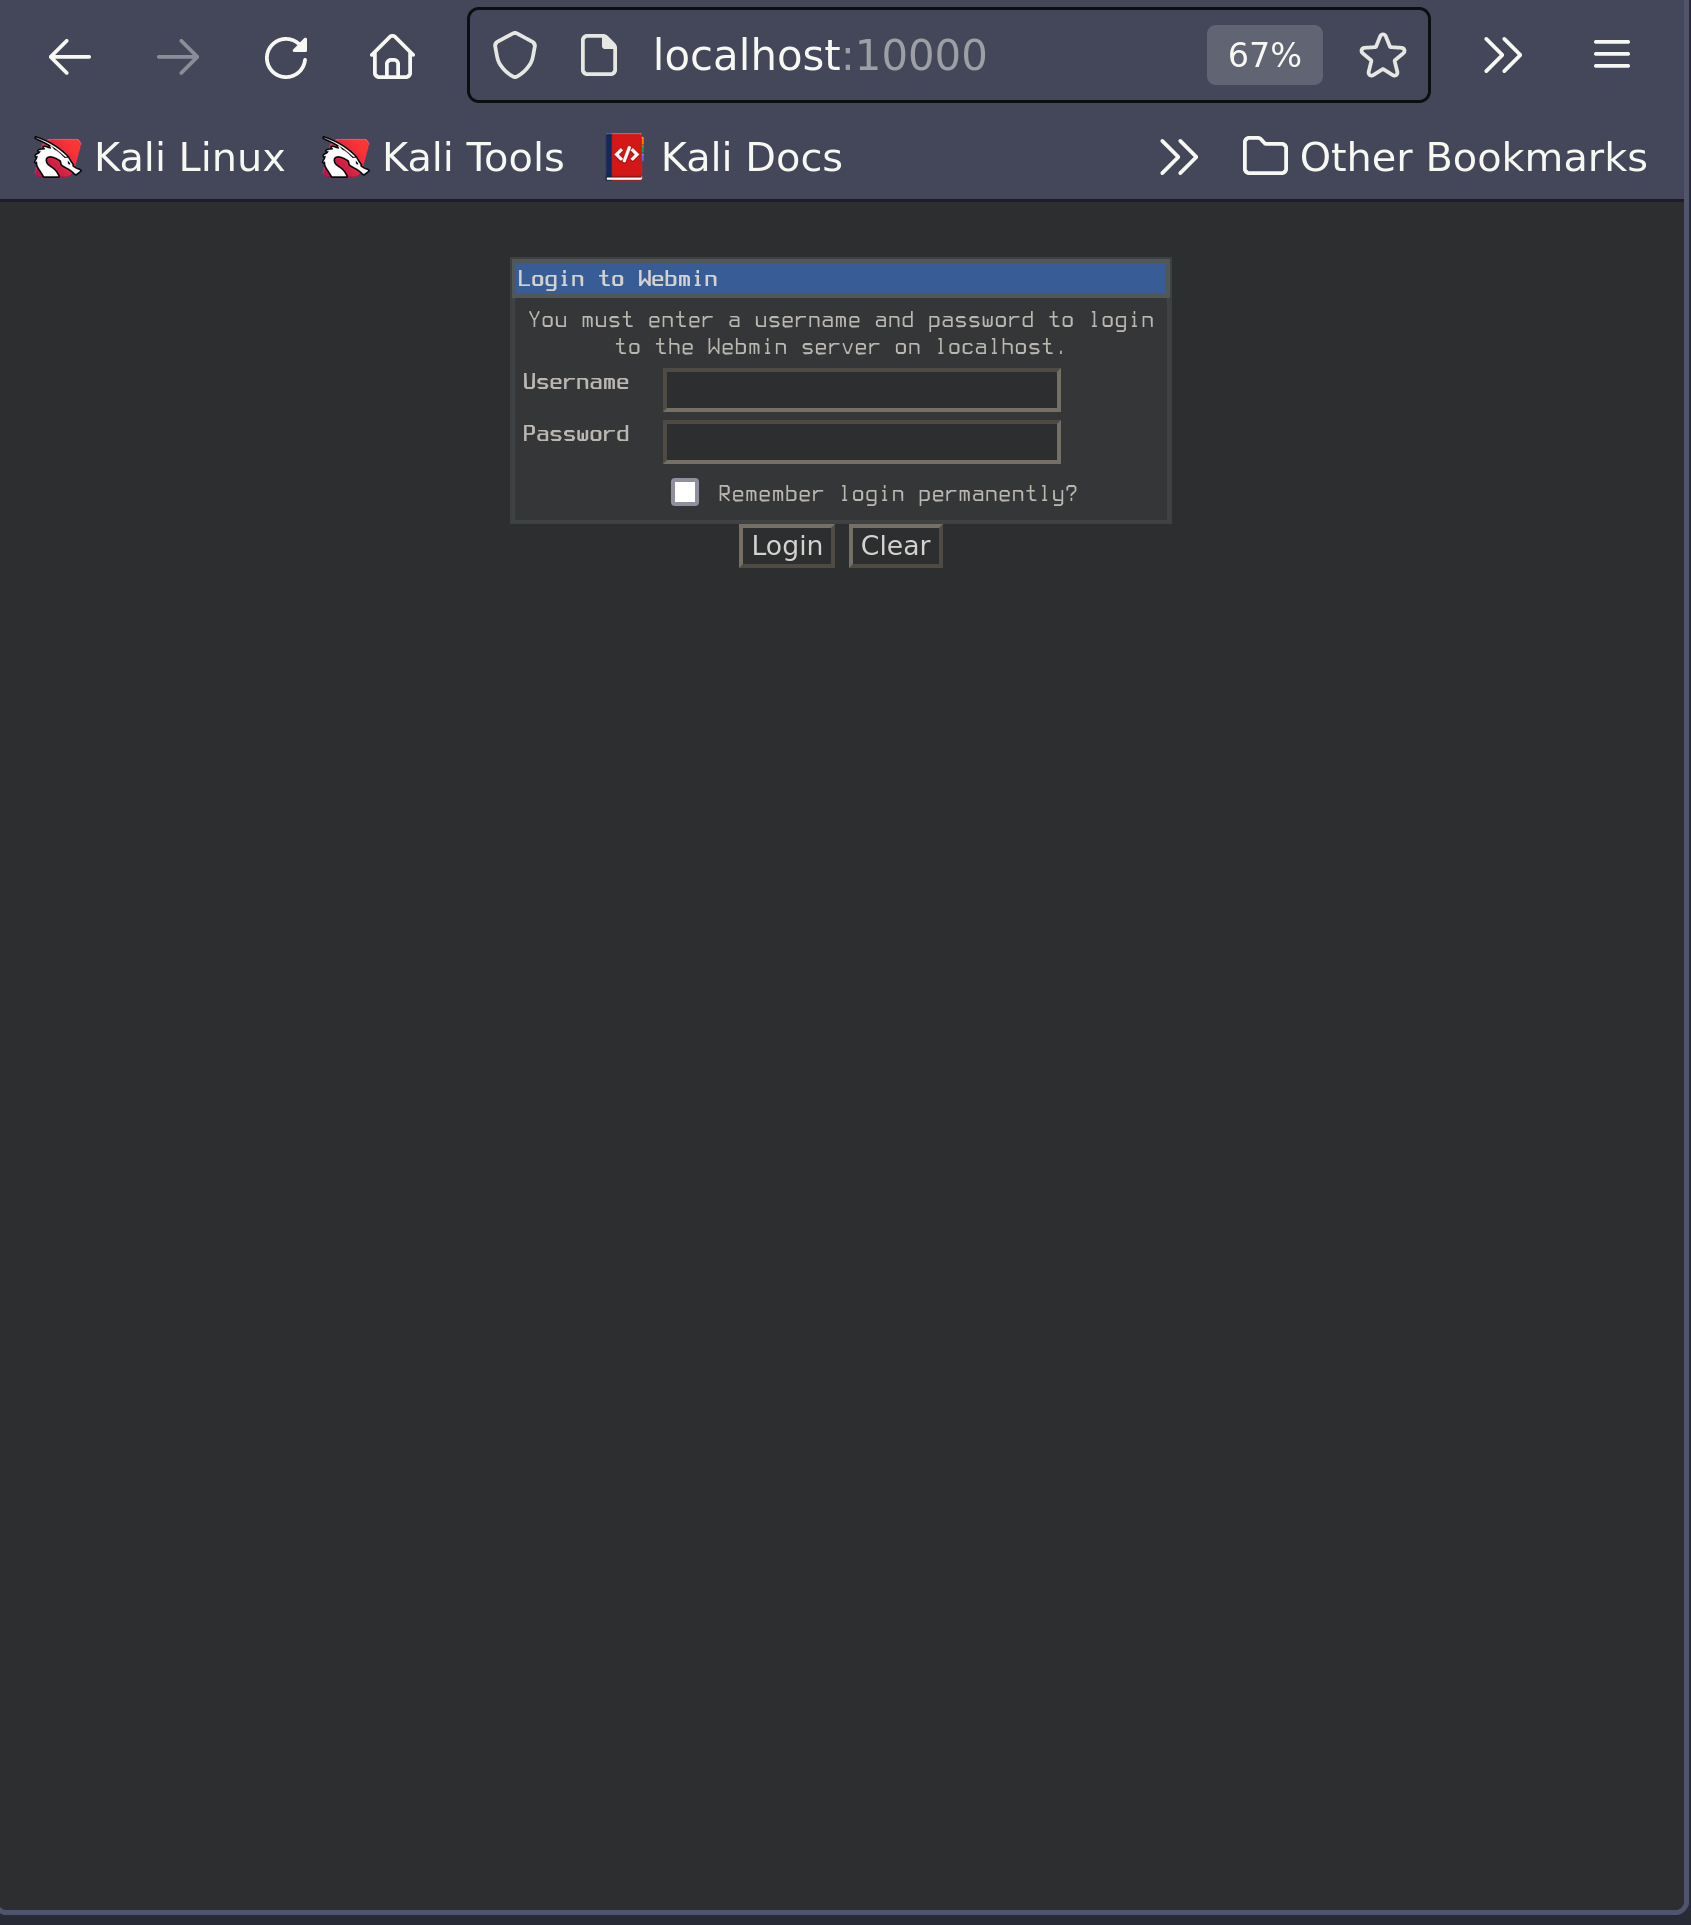 localhost:10000 67%
Kali Linux Kali Tools Kali Docs Other Bookmarks
Login to Webmin
You must enter a username and password to login
to the Webmin server on localhost.
Username
Password
Remember login permanently?
Login Clear